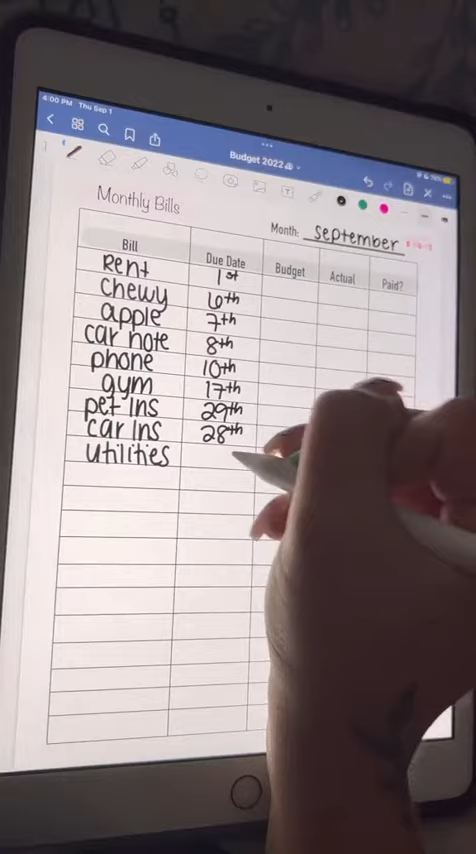 4:00 PM Thu Sep 1
Budget 2022
Monthly Bills
Month: September
Bill Due Date Budget Actual Paid?
Rent 1st
chewy 6th
apple 7th
car note 8th
phone 10th
gym 17th
pet ins 29th
car ins 28th
utilities